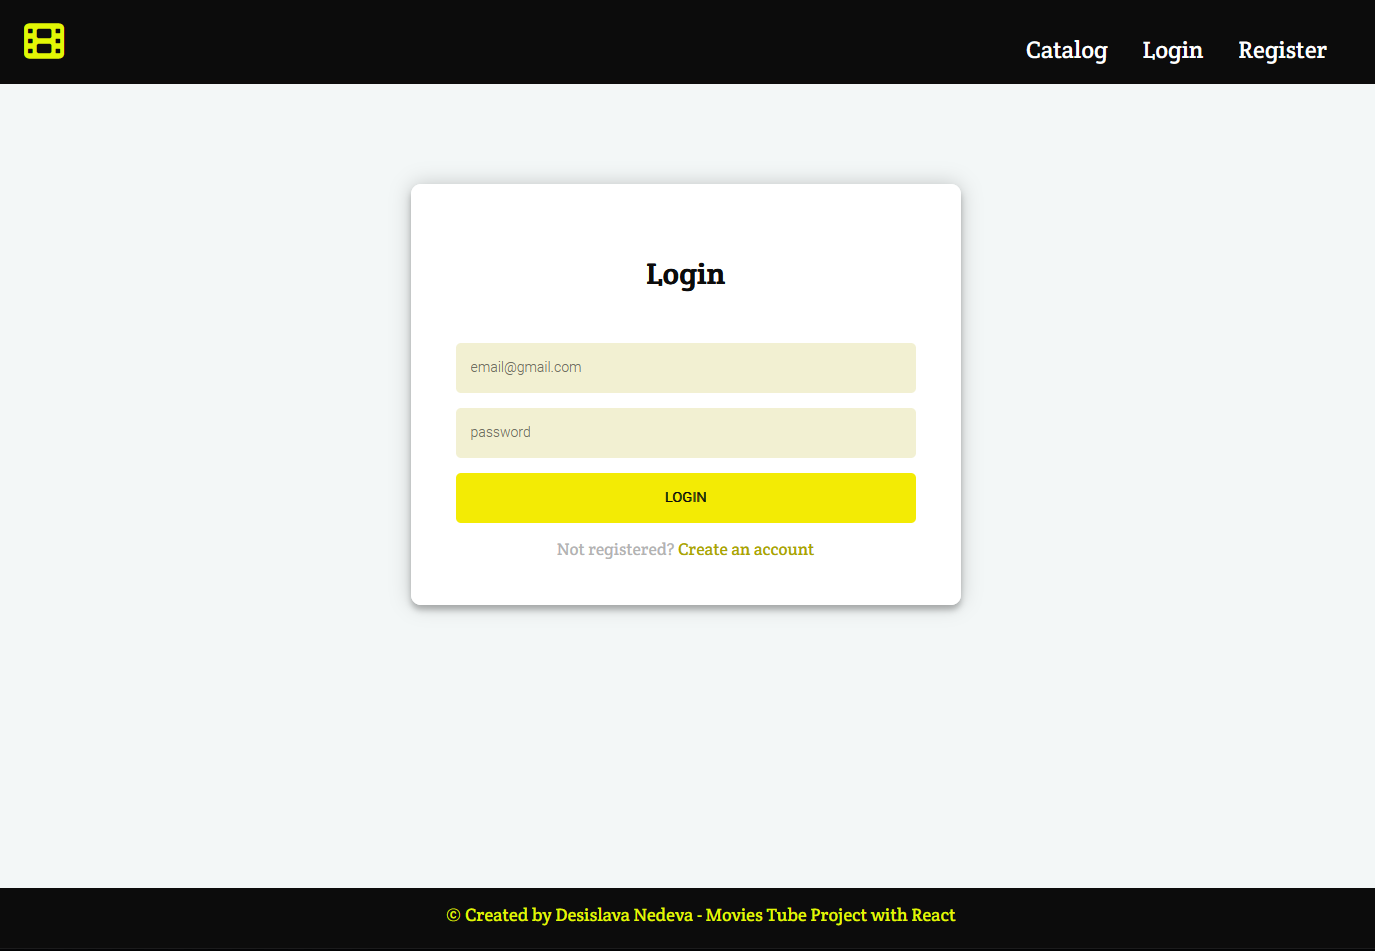 Catalog Login Register
Login
email@gmail.com
password
LOGIN
Not registered? Create an account
© Created by Desislava Nedeva - Movies Tube Project with React